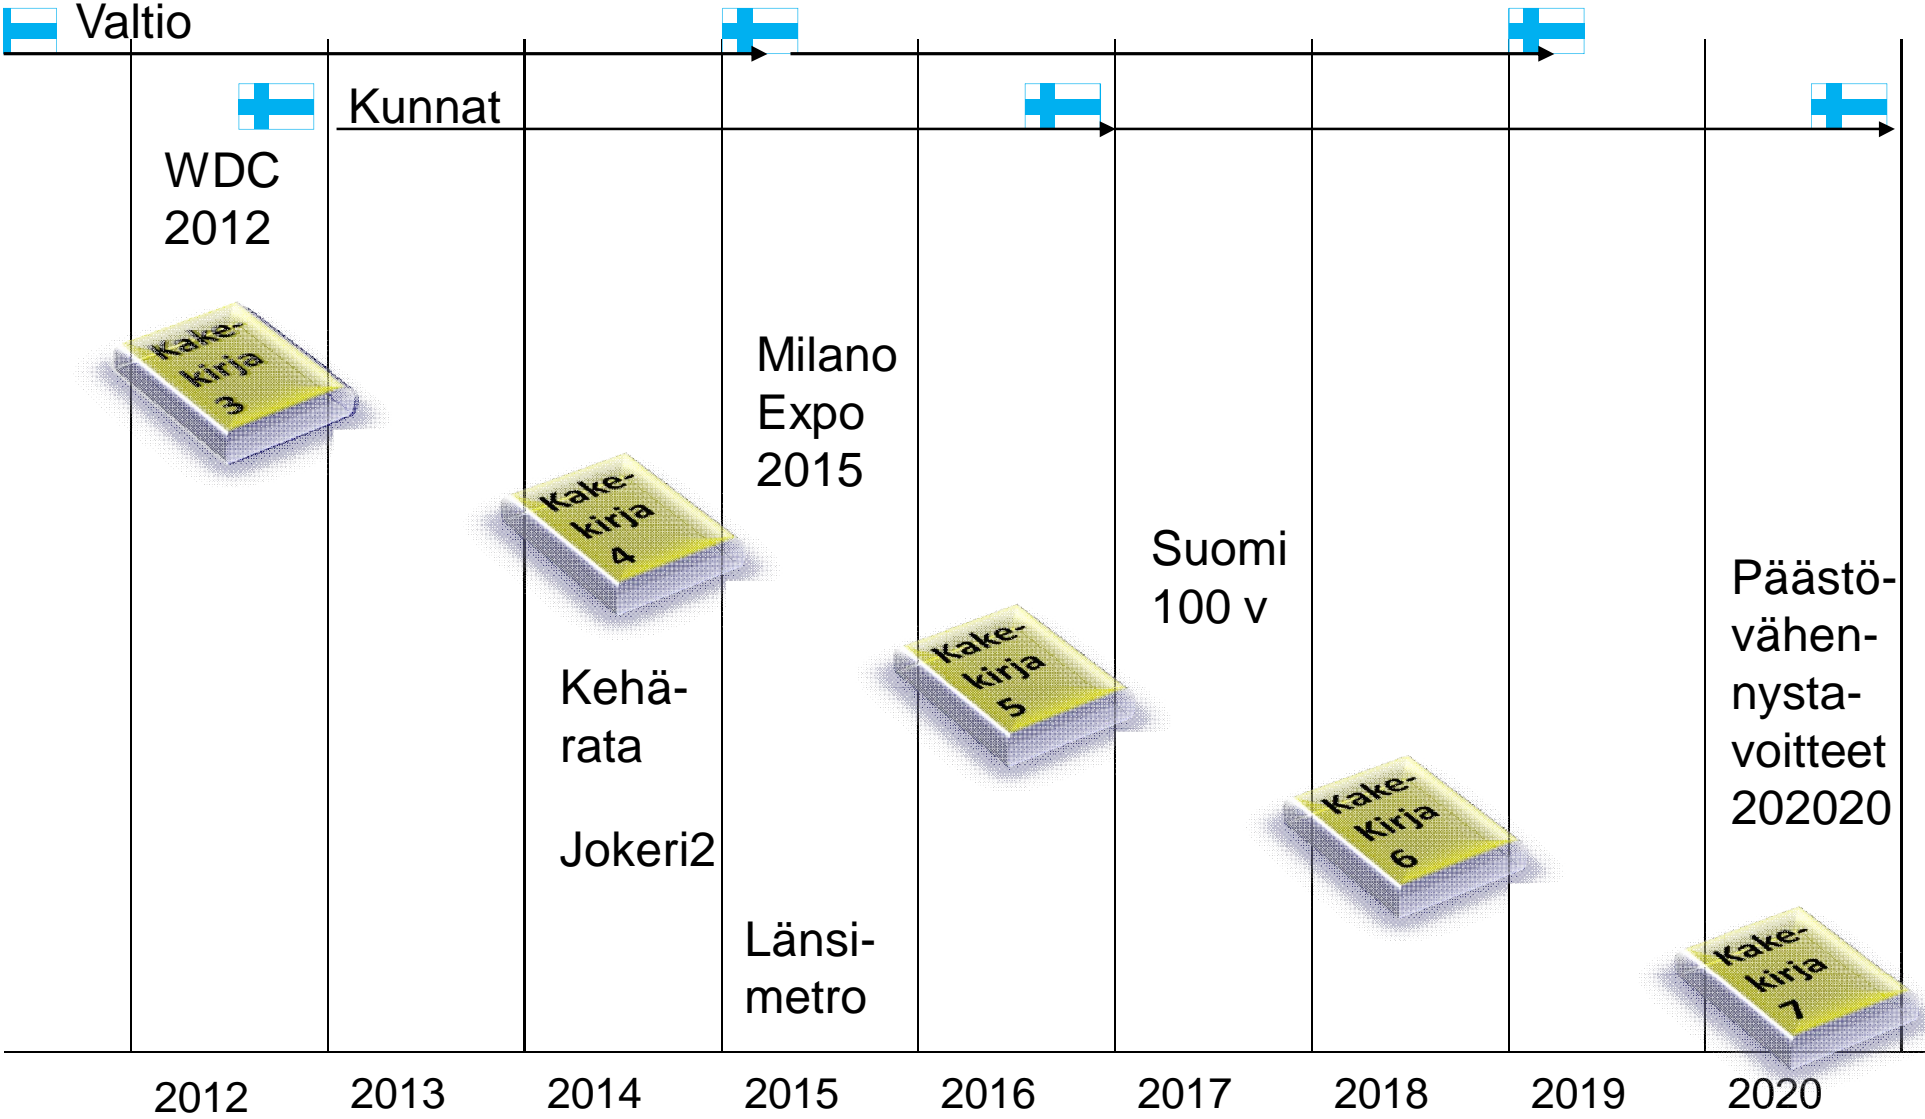 Valtio
Kunnat
WDC
2012
Kake-
kirja
3
Milano
Expo
2015
Kake-
kirja
4
Suomi
100 v
Kake-
kirja
5
Kehä-
rata
Jokeri2
Päästö-
vähen-
nysta-
voitteet
202020
Kake-
Kirja
6
Länsi-
metro
Kake-
kirja
7
2012 2013 2014 2015 2016 2017 2018 2019 2020